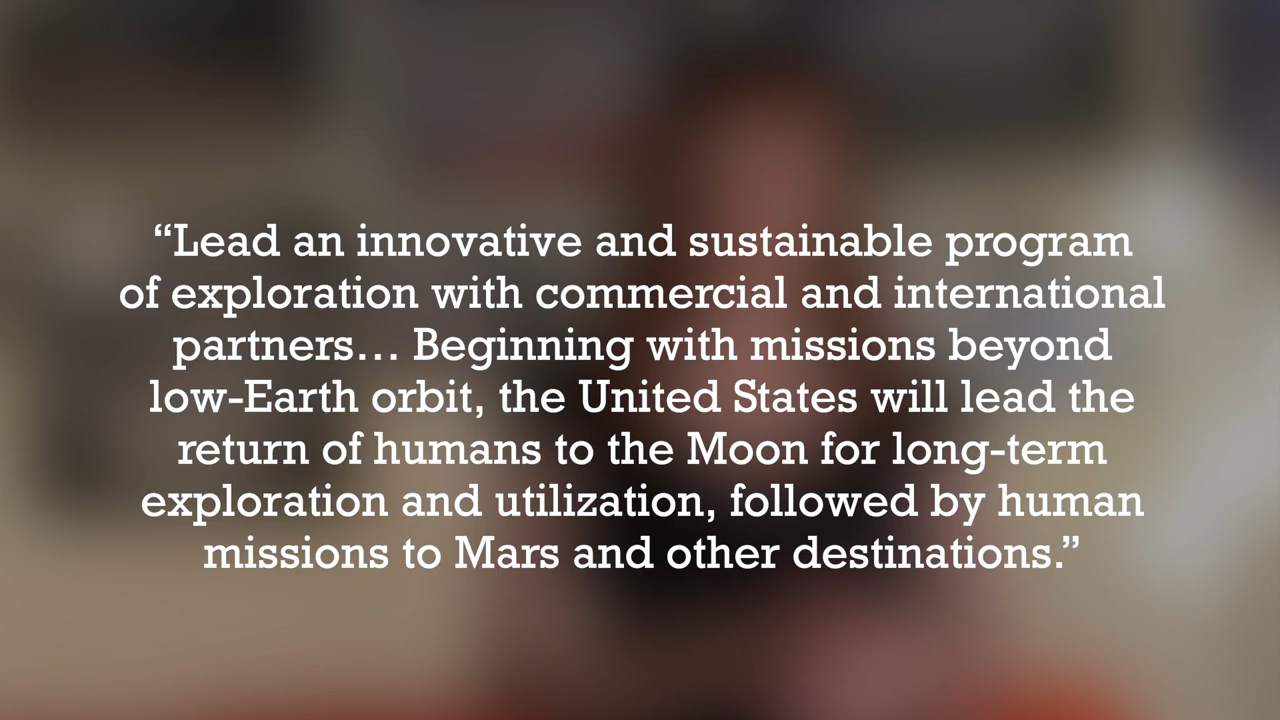 “Lead an innovative and sustainable program
of exploration with commercial and international
partners… Beginning with missions beyond
low-Earth orbit, the United States will lead the
return of humans to the Moon for long-term
exploration and utilization, followed by human
missions to Mars and other destinations.”